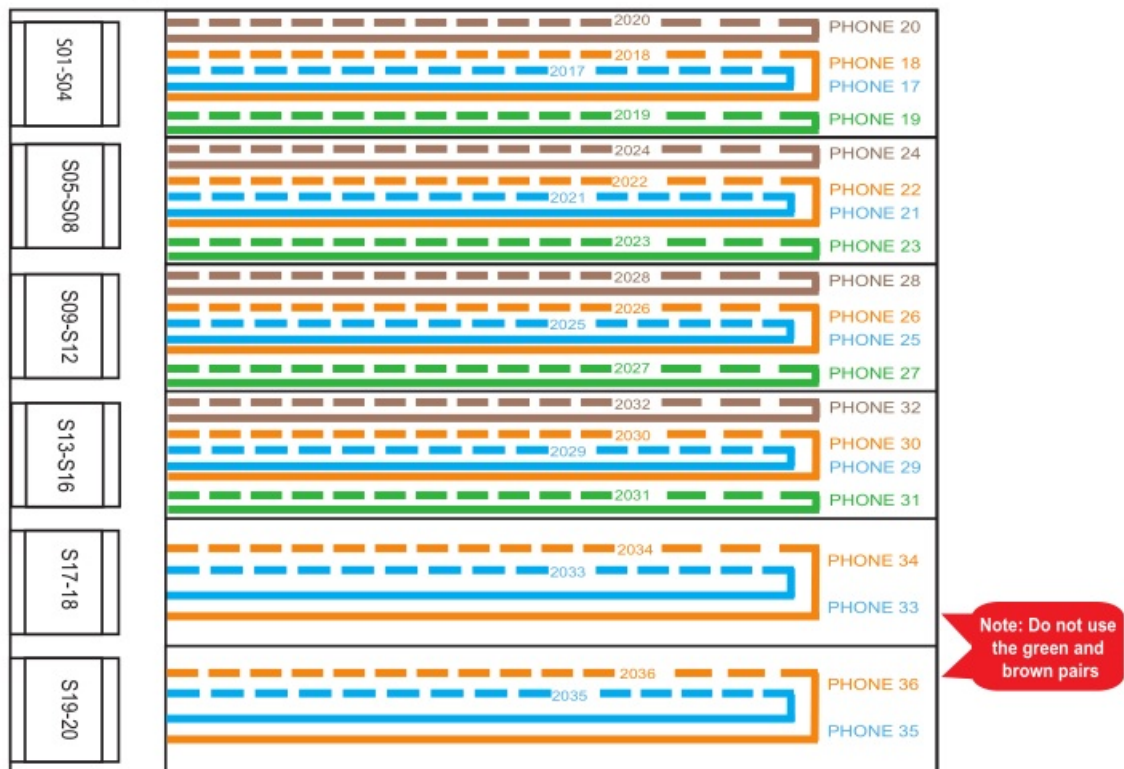 S01-S04
2020
PHONE 20
2018
PHONE 18
2017
PHONE 17
2019
PHONE 19
S05-S08
2024
PHONE 24
2022
PHONE 22
2021
PHONE 21
2023
PHONE 23
S09-S12
2028
PHONE 28
2026
PHONE 26
2025
PHONE 25
2027
PHONE 27
S13-S16
2032
PHONE 32
2030
PHONE 30
2029
PHONE 29
2031
PHONE 31
S17-18
2034
PHONE 34
2033
PHONE 33
Note: Do not use
the green and
brown pairs
S19-20
2036
PHONE 36
2035
PHONE 35